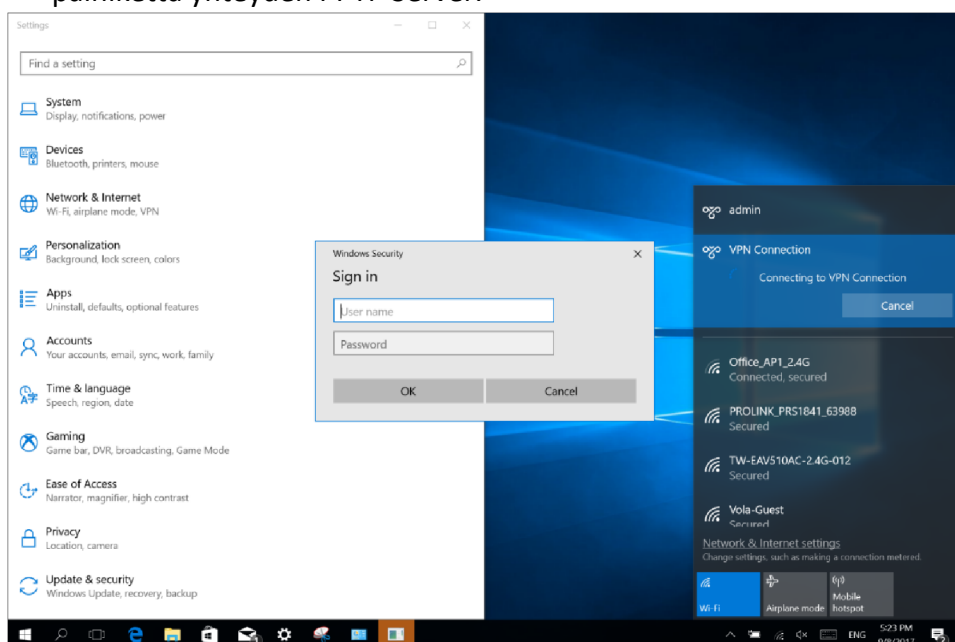 painiketta yhteyden PPTP Server.
Settings
Find a setting
System
Display, notifications, power
Devices
Bluetooth, printers, mouse
Network & Internet
Wi-Fi, airplane mode, VPN
Personalization
Background, lock screen, colors
Apps
Uninstall, defaults, optional features
Accounts
Your accounts, email, sync, work, family
Time & language
Speech, region, date
Gaming
Game bar, DVR, broadcasting, Game Mode
Ease of Access
Narrator, magnifier, high contrast
Privacy
Location, camera
Update & security
Windows Update, recovery, backup
Windows Security
Sign in
User name
Password
OK Cancel
admin
VPN Connection
Connecting to VPN Connection
Cancel
Office_AP1_2.4G
Connected, secured
PROLINK_PRS1841_63988
Secured
TW-EAV510AC-2.4G-012
Secured
Vola-Guest
Secured
Network & Internet settings
Change settings, such as making a connection metered.
Wi-Fi
Airplane mode
Mobile
hotspot
ENG
5:23 PM